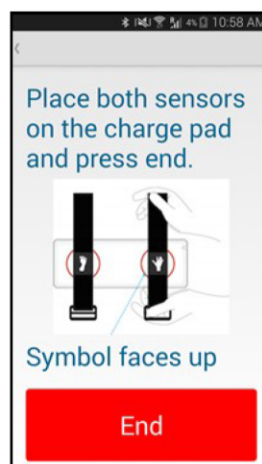 10:58 AM
Place both sensors
on the charge pad
and press end.
Symbol faces up
End